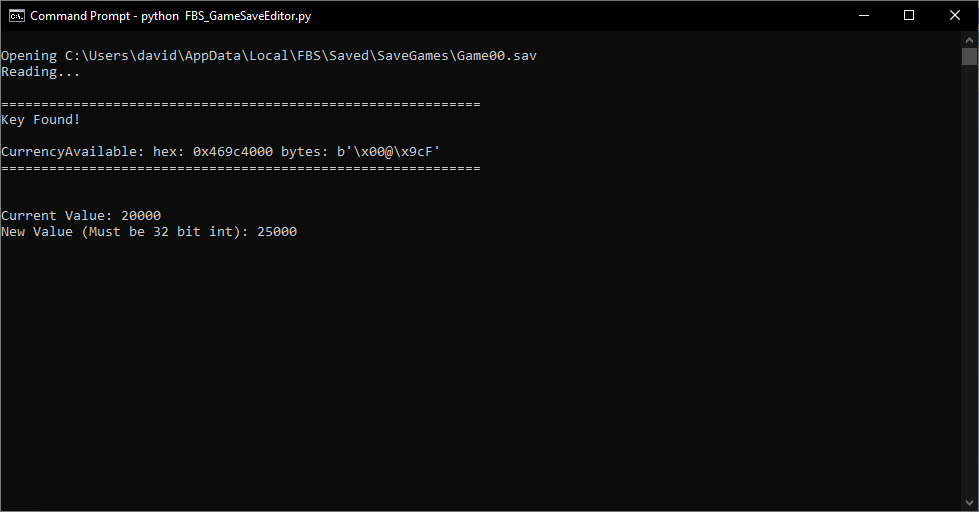 Command Prompt - python  FBS_GameSaveEditor.py
Opening C:\Users\david\AppData\Local\FBS\Saved\SaveGames\Game00.sav
Reading...
============================================================
Key Found!
CurrencyAvailable: hex: 0x469c4000 bytes: b'\x00@\x9cF'
============================================================
Current Value: 20000
New Value (Must be 32 bit int): 25000